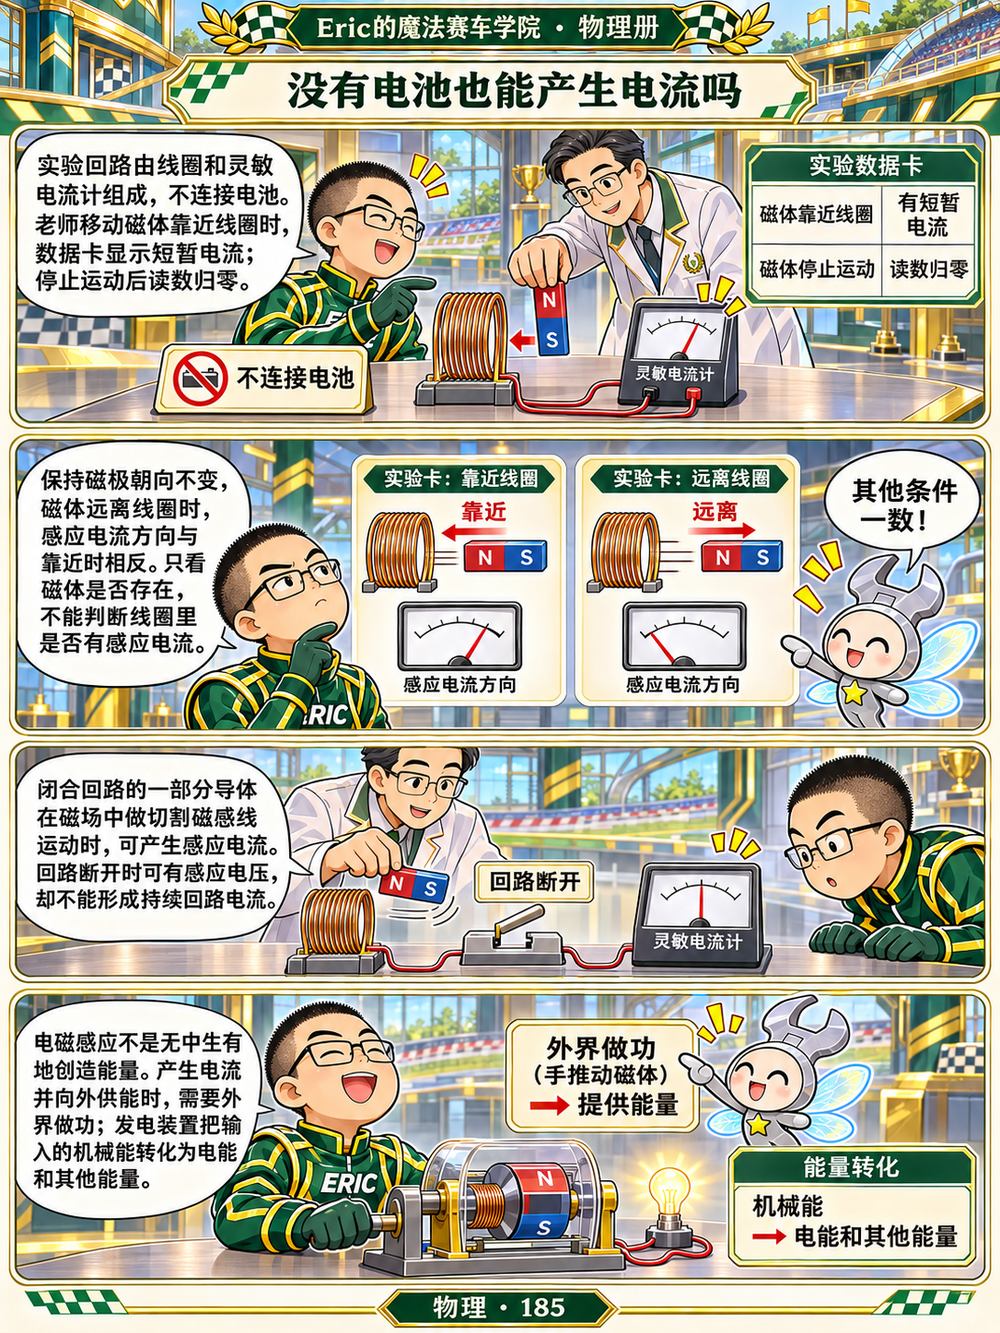 Eric的魔法赛车学院 · 物理册
没有电池也能产生电流吗
实验回路由线圈和灵敏
电流计组成，不连接电池。
老师移动磁体靠近线圈时，
数据卡显示短暂电流；
停止运动后读数归零。
实验数据卡
磁体靠近线圈
有短暂
电流
磁体停止运动
读数归零
E
N
S
灵敏电流计
不连接电池
保持磁极朝向不变，
磁体远离线圈时，
感应电流方向与
靠近时相反。只看
磁体是否存在，
不能判断线圈里
是否有感应电流。
ERIC
实验卡：靠近线圈
靠近
N S
感应电流方向
实验卡：远离线圈
远离
N S
感应电流方向
其他条件
一致！
闭合回路的一部分导体
在磁场中做切割磁感线
运动时，可产生感应电流。
回路断开时可有感应电压，
却不能形成持续回路电流。
N S
回路断开
灵敏电流计
电磁感应不是无中生有
地创造能量。产生电流
并向外供能时，需要外
界做功；发电装置把输
入的机械能转化为电能
和其他能量。
ERIC
N
S
外界做功
（手推动磁体）
→ 提供能量
能量转化
机械能
→ 电能和其他能量
物理 · 185